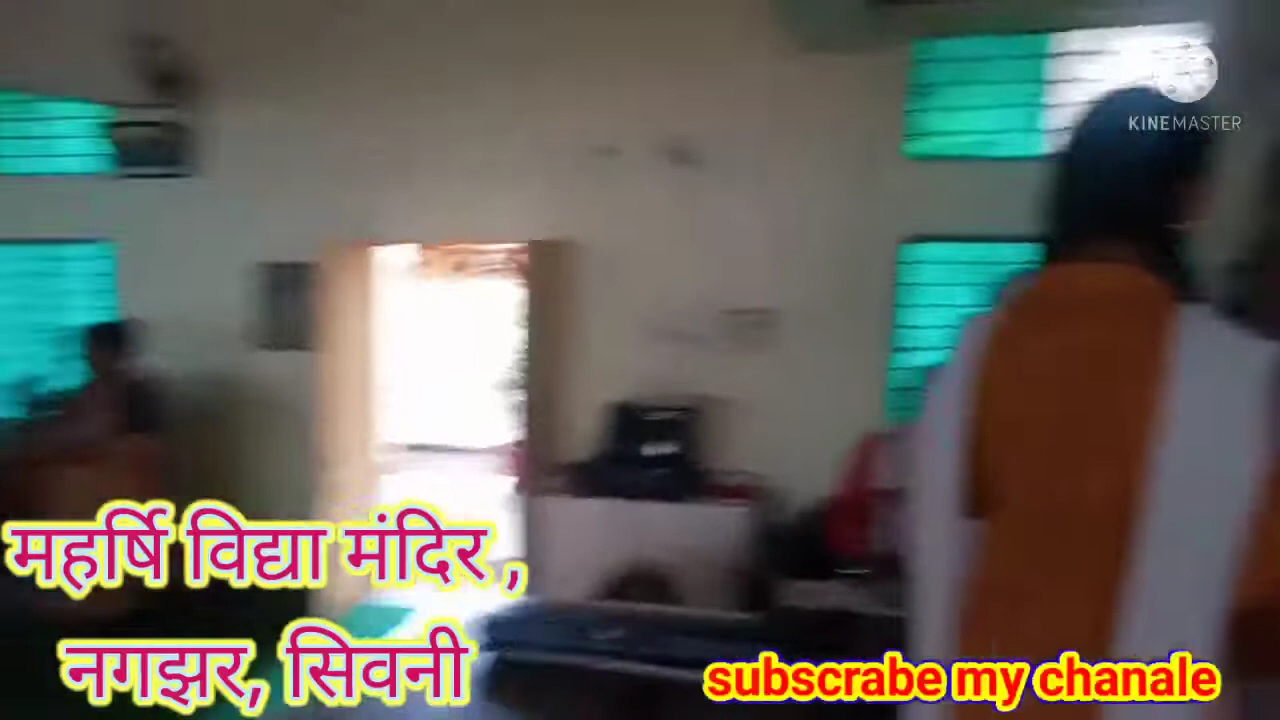 KINEMASTER
महर्षि विद्या मंदिर ,
नगझर, सिवनी
subscrabe my chanale